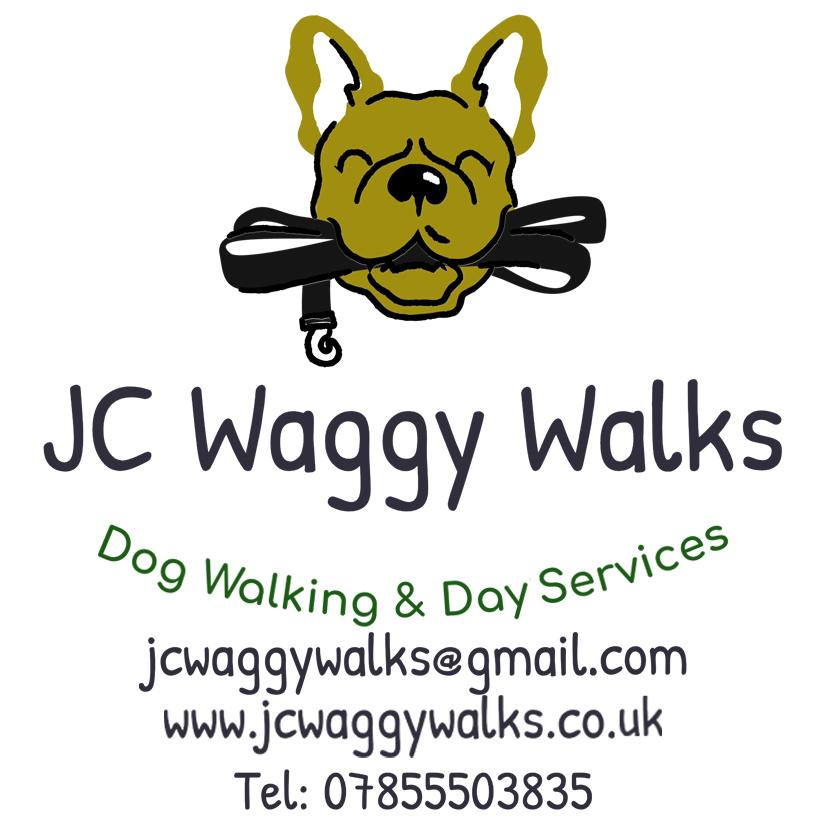 JC Waggy Walks
Dog Walking & Day Services
jcwaggywalks@gmail.com
www.jcwaggywalks.co.uk
Tel: 07855503835